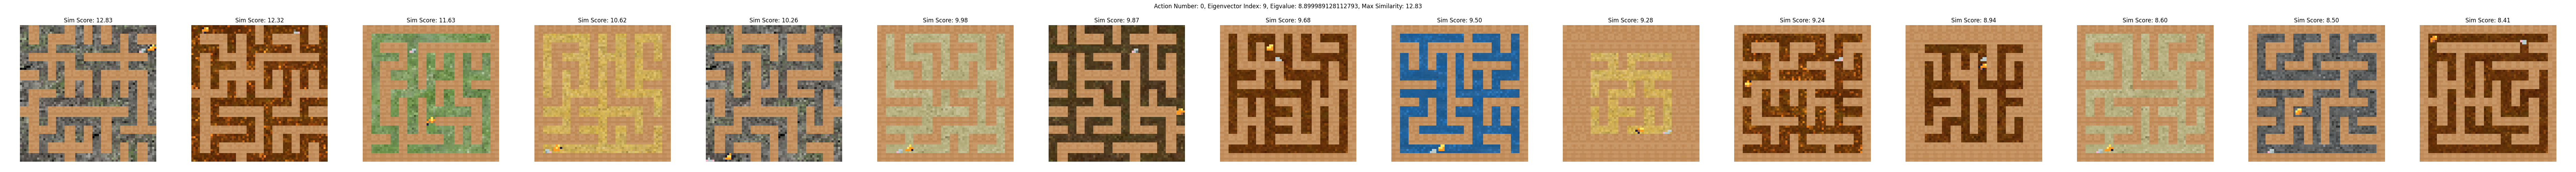 Action Number: 0, Eigenvector Index: 9, Eigvalue: 8.899989128112793, Max Similarity: 12.83
Sim Score: 12.83
Sim Score: 12.32
Sim Score: 11.63
Sim Score: 10.62
Sim Score: 10.26
Sim Score: 9.98
Sim Score: 9.87
Sim Score: 9.68
Sim Score: 9.50
Sim Score: 9.28
Sim Score: 9.24
Sim Score: 8.94
Sim Score: 8.60
Sim Score: 8.50
Sim Score: 8.41